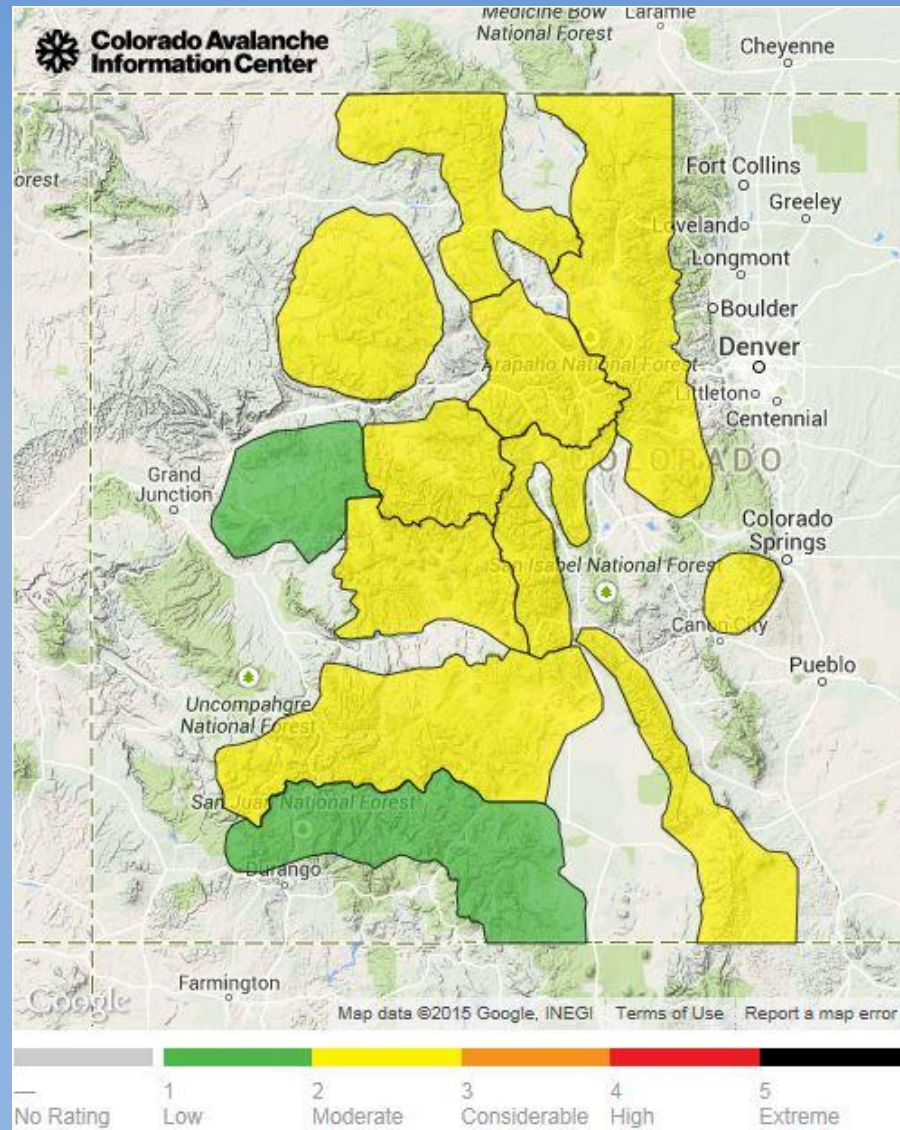 Colorado Avalanche
Information Center
Medicine Bow
National Forest
Laramie
Cheyenne
orest
Fort Collins
Greeley
Loveland
Longmont
Boulder
Denver
Arapaho National Forest
Littleton
Centennial
COLORADO
Grand
Junction
Colorado
Springs
San Isabel National Forest
Canon City
Pueblo
Uncompahgre
National Forest
San Juan National Forest
Durango
Farmington
Google
Map data ©2015 Google, INEGI Terms of Use Report a map error
— 1 2 3 4 5
No Rating Low Moderate Considerable High Extreme